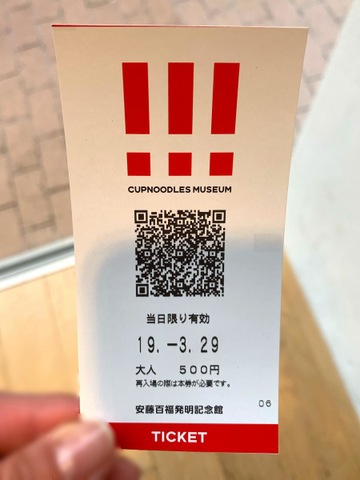 CUPNOODLES MUSEUM
当日限り有効
19.-3.29
大人 500円
再入場の際は本券が必要です。
安藤百福発明記念館
06
TICKET